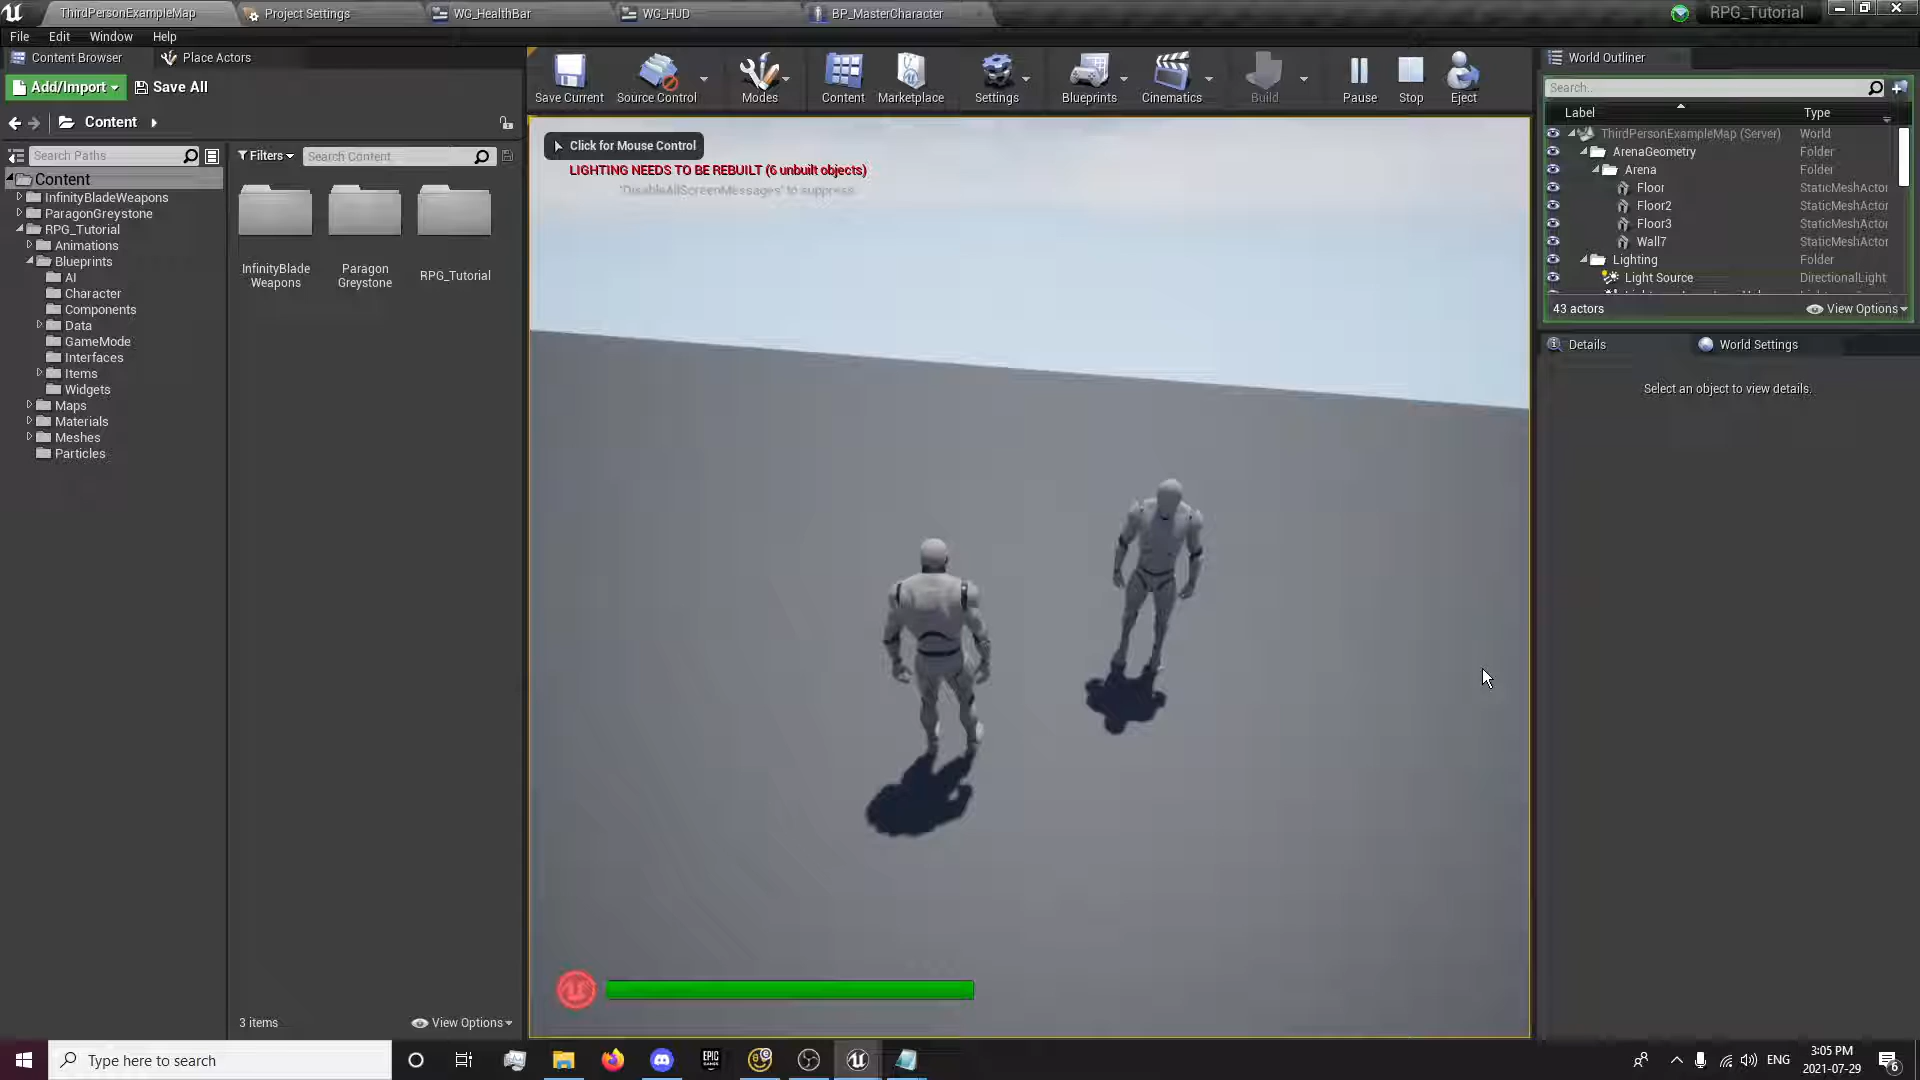 ThirdPersonExampleMap
Project Settings
WG_HealthBar
WG_HUD
BP_MasterCharacter
RPG_Tutorial
File
Edit
Window
Help
Content Browser
Place Actors
Add/Import
Save All
Content
Search Paths
Filters
Search Content
Content
InfinityBladeWeapons
ParagonGreystone
RPG_Tutorial
Animations
Blueprints
AI
Character
Components
Data
GameMode
Interfaces
Items
Widgets
Maps
Materials
Meshes
Particles
InfinityBlade
Weapons
Paragon
Greystone
RPG_Tutorial
3 items
View Options
Save Current
Source Control
Modes
Content
Marketplace
Settings
Blueprints
Cinematics
Build
Pause
Stop
Eject
Click for Mouse Control
LIGHTING NEEDS TO BE REBUILT (6 unbuilt objects)
'DisableAllScreenMessages' to suppress
World Outliner
Search...
Label
Type
ThirdPersonExampleMap (Server)
World
ArenaGeometry
Folder
Arena
Folder
Floor
StaticMeshActor
Floor2
StaticMeshActor
Floor3
StaticMeshActor
Wall7
StaticMeshActor
Lighting
Folder
Light Source
DirectionalLight
43 actors
View Options
Details
World Settings
Select an object to view details.
Type here to search
EPIC
GAMES
ENG
3:05 PM
2021-07-29
6